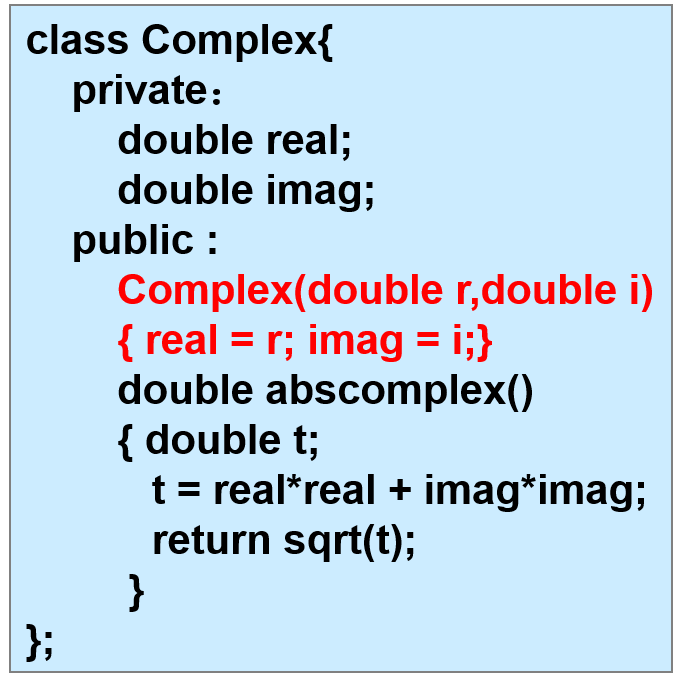 class Complex{
private：
double real;
double imag;
public :
Complex(double r,double i)
{ real = r; imag = i;}
double abscomplex()
{ double t;
t = real*real + imag*imag;
return sqrt(t);
}
};